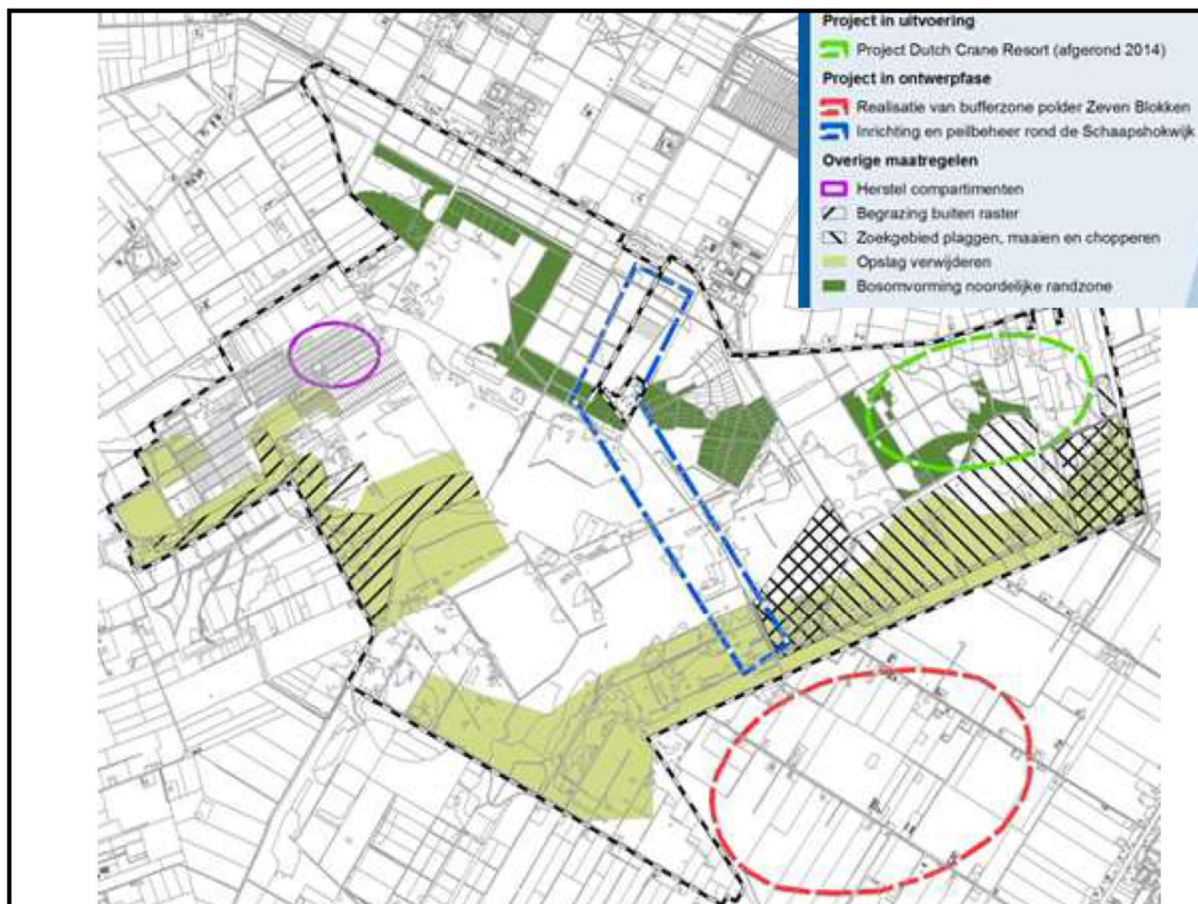 Project in uitvoering
Project Dutch Crane Resort (afgerond 2014)
Project in ontwerpfase
Realisatie van bufferzone polder Zeven Blokken
Inrichting en peilbeheer rond de Schaapshokwijk
Overige maatregelen
Herstel compartimenten
Begrazing buiten raster
Zoekgebied plaggen, maaien en chopperen
Opslag verwijderen
Bosomvorming noordelijke randzone